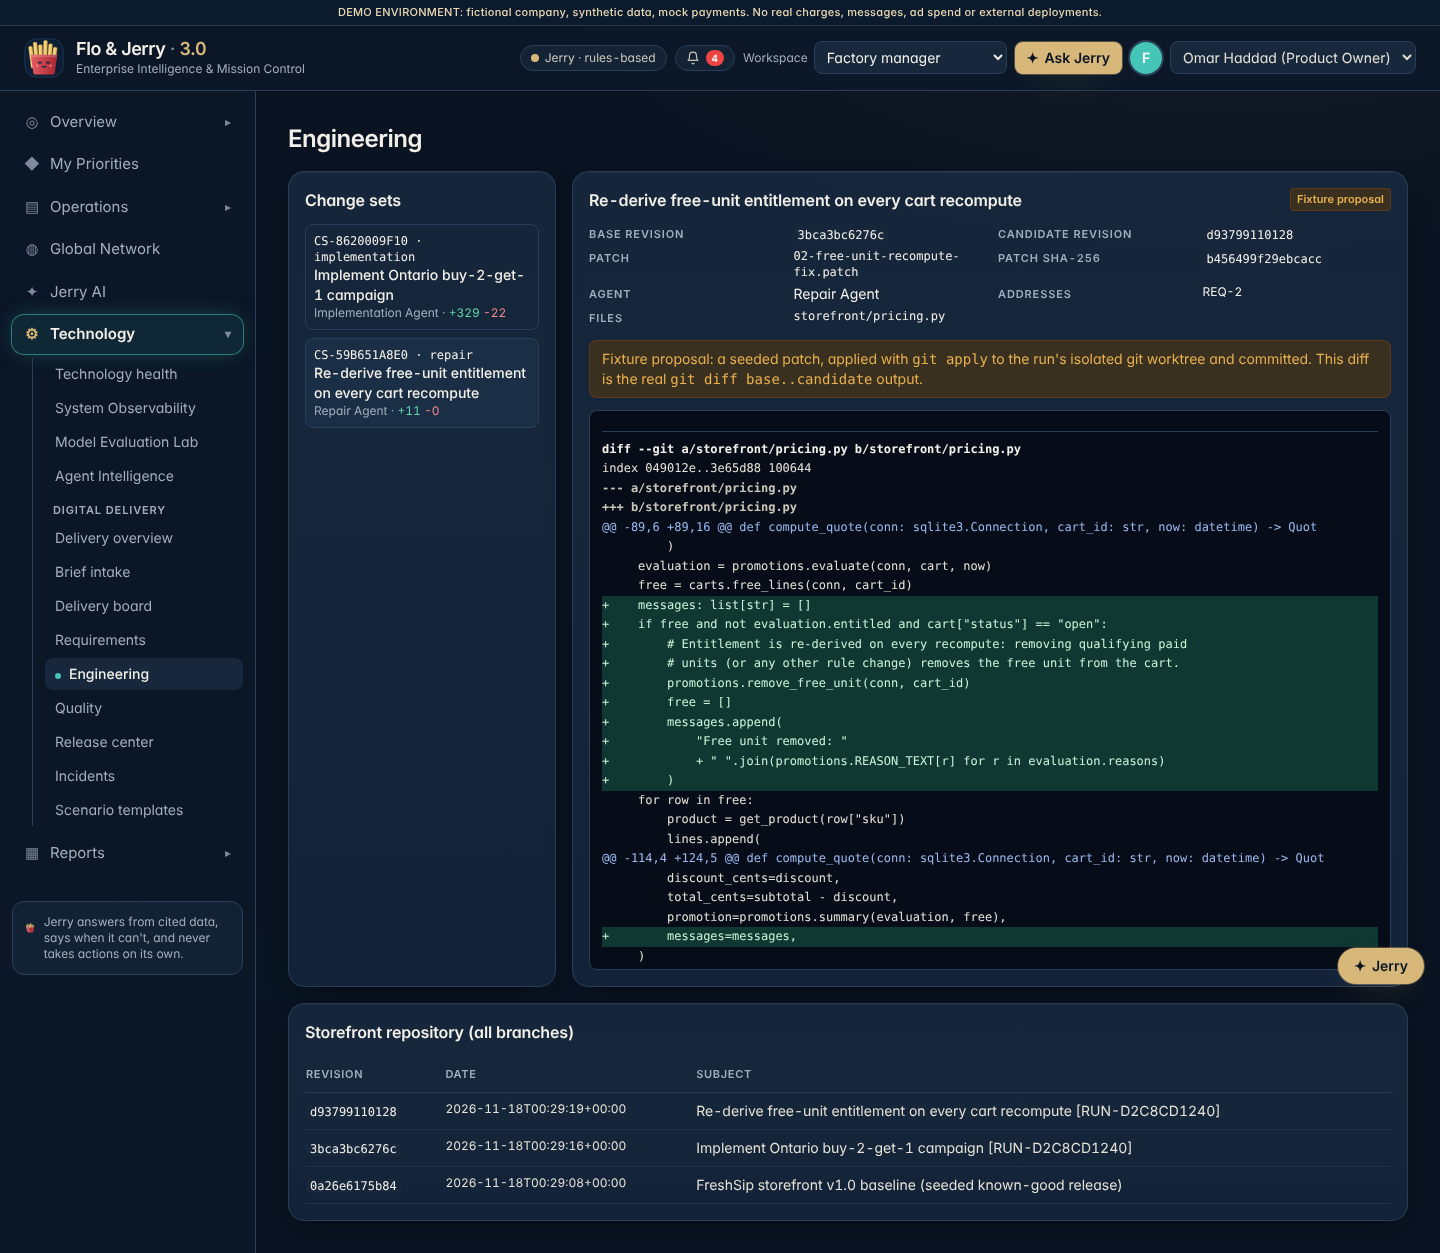 DEMO ENVIRONMENT: fictional company, synthetic data, mock payments. No real charges, messages, ad spend or external deployments.
Flo & Jerry · 3.0
Enterprise Intelligence & Mission Control
Jerry · rules-based
4
Workspace
Factory manager
✦ Ask Jerry
F
Omar Haddad (Product Owner)
Overview
My Priorities
Operations
Global Network
Jerry AI
Technology
Technology health
System Observability
Model Evaluation Lab
Agent Intelligence
DIGITAL DELIVERY
Delivery overview
Brief intake
Delivery board
Requirements
Engineering
Quality
Release center
Incidents
Scenario templates
Reports
Jerry answers from cited data,
says when it can't, and never
takes actions on its own.
Engineering
Change sets
CS-8620009F10 ·
implementation
Implement Ontario buy-2-get-
1 campaign
Implementation Agent · +329 -22
CS-59B651A8E0 · repair
Re-derive free-unit entitlement
on every cart recompute
Repair Agent · +11 -0
Re-derive free-unit entitlement on every cart recompute
Fixture proposal
BASE REVISION 3bca3bc6276c CANDIDATE REVISION d93799110128
PATCH 02-free-unit-recompute-
fix.patch
PATCH SHA-256 b456499f29ebcacc
AGENT Repair Agent ADDRESSES REQ-2
FILES storefront/pricing.py
Fixture proposal: a seeded patch, applied with git apply to the run's isolated git worktree and committed. This diff
is the real git diff base..candidate output.
diff --git a/storefront/pricing.py b/storefront/pricing.py
index 049012e..3e65d88 100644
--- a/storefront/pricing.py
+++ b/storefront/pricing.py
@@ -89,6 +89,16 @@ def compute_quote(conn: sqlite3.Connection, cart_id: str, now: datetime) -> Quot
         )
     evaluation = promotions.evaluate(conn, cart, now)
     free = carts.free_lines(conn, cart_id)
+    messages: list[str] = []
+    if free and not evaluation.entitled and cart["status"] == "open":
+        # Entitlement is re-derived on every recompute: removing qualifying paid
+        # units (or any other rule change) removes the free unit from the cart.
+        promotions.remove_free_unit(conn, cart_id)
+        free = []
+        messages.append(
+            "Free unit removed: "
+            + " ".join(promotions.REASON_TEXT[r] for r in evaluation.reasons)
+        )
     for row in free:
         product = get_product(row["sku"])
         lines.append(
@@ -114,4 +124,5 @@ def compute_quote(conn: sqlite3.Connection, cart_id: str, now: datetime) -> Quot
         discount_cents=discount,
         total_cents=subtotal - discount,
         promotion=promotions.summary(evaluation, free),
+        messages=messages,
     )
✦ Jerry
Storefront repository (all branches)
REVISION DATE SUBJECT
d93799110128 2026-11-18T00:29:19+00:00 Re-derive free-unit entitlement on every cart recompute [RUN-D2C8CD1240]
3bca3bc6276c 2026-11-18T00:29:16+00:00 Implement Ontario buy-2-get-1 campaign [RUN-D2C8CD1240]
0a26e6175b84 2026-11-18T00:29:08+00:00 FreshSip storefront v1.0 baseline (seeded known-good release)